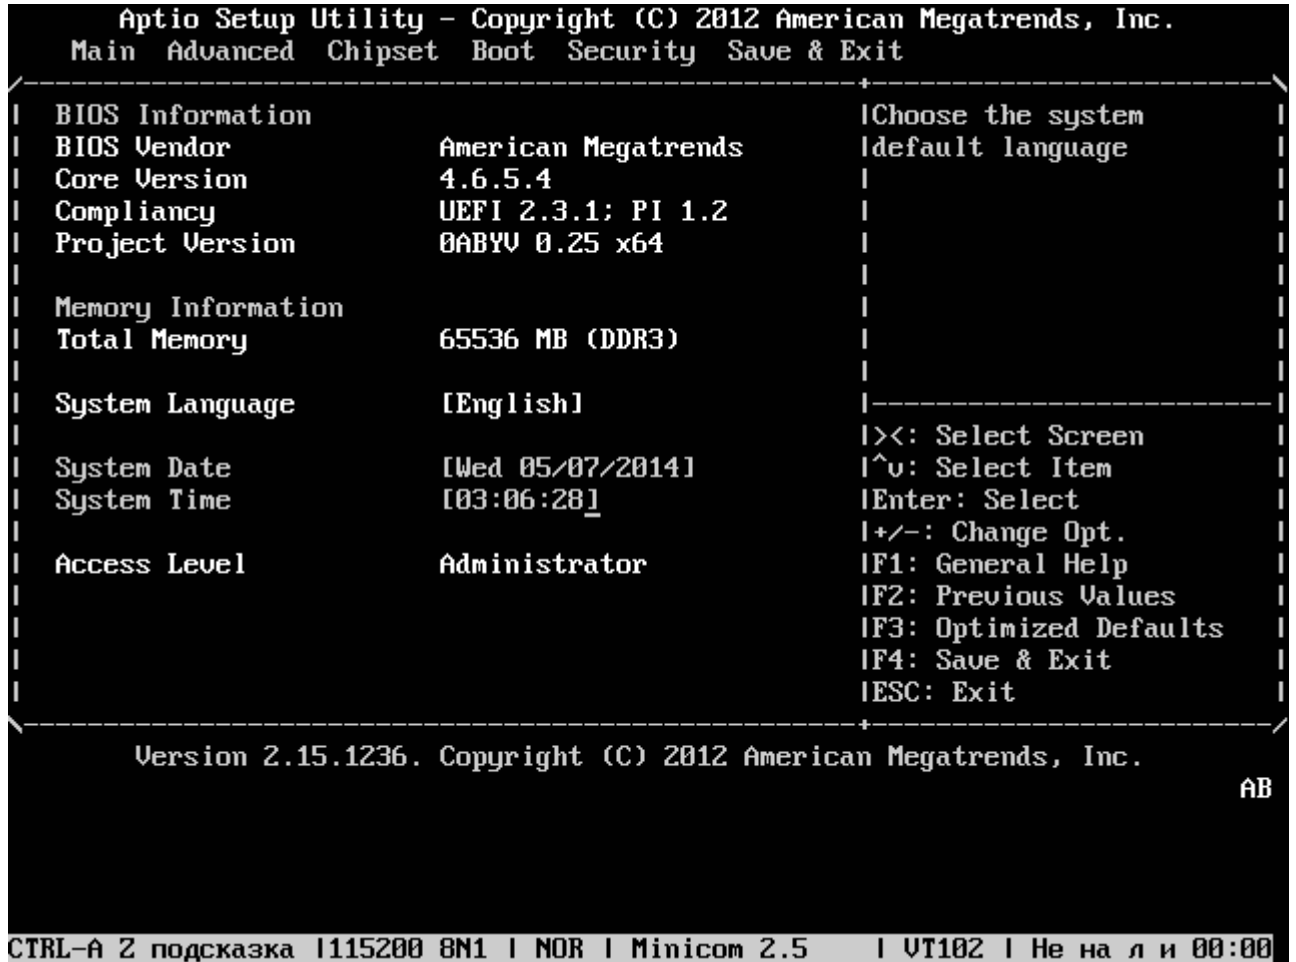 Aptio Setup Utility – Copyright (C) 2012 American Megatrends, Inc.
Main Advanced Chipset Boot Security Save & Exit
BIOS Information
BIOS Vendor American Megatrends
Core Version 4.6.5.4
Compliancy UEFI 2.3.1; PI 1.2
Project Version 0ABYV 0.25 x64
Memory Information
Total Memory 65536 MB (DDR3)
System Language [English]
System Date [Wed 05/07/2014]
System Time [03:06:28]
Access Level Administrator
Choose the system
default language
><: Select Screen
^v: Select Item
Enter: Select
+/-: Change Opt.
F1: General Help
F2: Previous Values
F3: Optimized Defaults
F4: Save & Exit
ESC: Exit
Version 2.15.1236. Copyright (C) 2012 American Megatrends, Inc.
AB
CTRL-A Z подсказка |115200 8N1 | NOR | Minicom 2.5 | VT102 | Не на л и 00:00